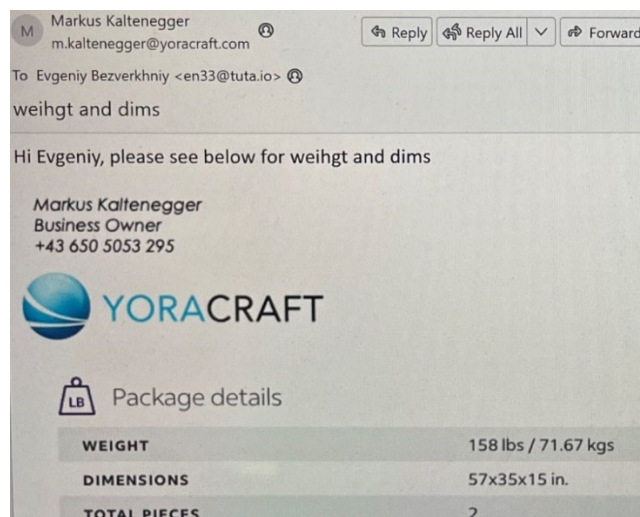 M
Markus Kaltenegger
m.kaltenegger@yoracraft.com
Reply
Reply All
Forward
To Evgeniy Bezverkhniy <en33@tuta.io>
weihgt and dims
Hi Evgeniy, please see below for weihgt and dims
Markus Kaltenegger
Business Owner
+43 650 5053 295
YORACRAFT
LB
Package details
WEIGHT 158 lbs / 71.67 kgs
DIMENSIONS 57x35x15 in.
TOTAL PIECES 2